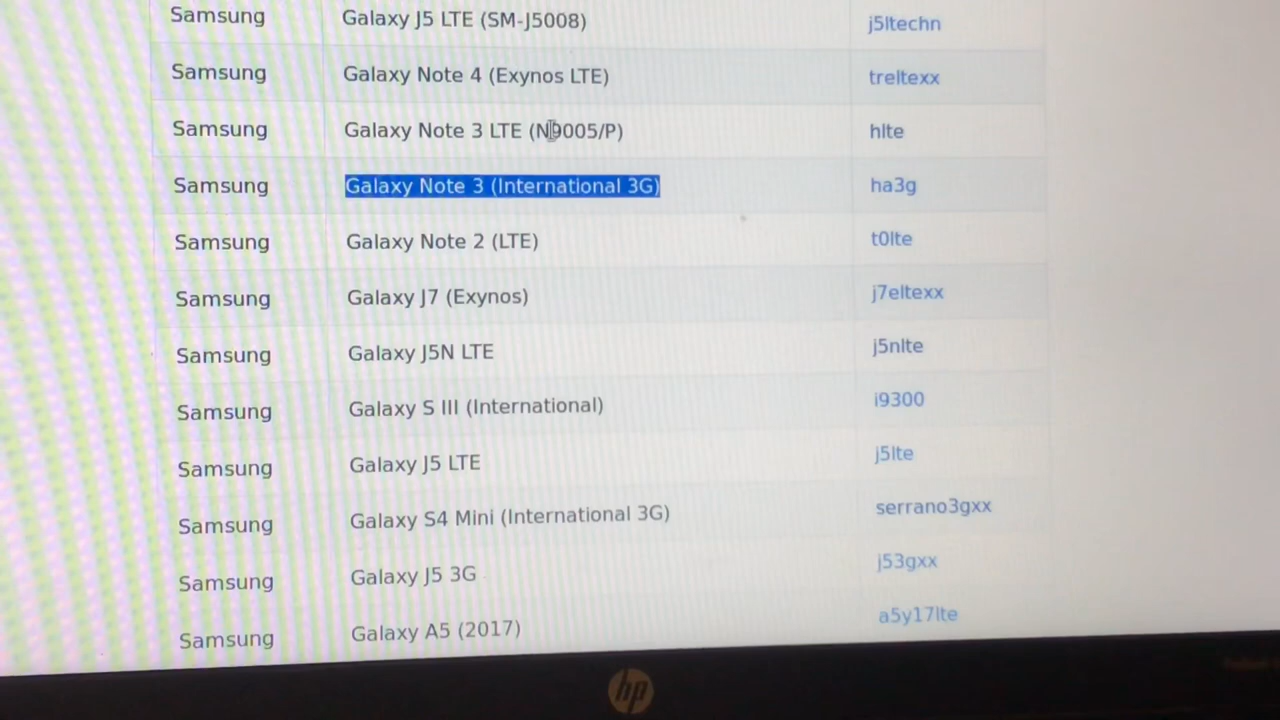 Samsung Galaxy J5 LTE (SM-J5008) j5ltechn
Samsung Galaxy Note 4 (Exynos LTE) treltexx
Samsung Galaxy Note 3 LTE (N9005/P) hlte
Samsung Galaxy Note 3 (International 3G) ha3g
Samsung Galaxy Note 2 (LTE) t0lte
Samsung Galaxy J7 (Exynos) j7eltexx
Samsung Galaxy J5N LTE j5nlte
Samsung Galaxy S III (International) i9300
Samsung Galaxy J5 LTE j5lte
Samsung Galaxy S4 Mini (International 3G) serrano3gxx
Samsung Galaxy J5 3G j53gxx
Samsung Galaxy A5 (2017) a5y17lte
hp